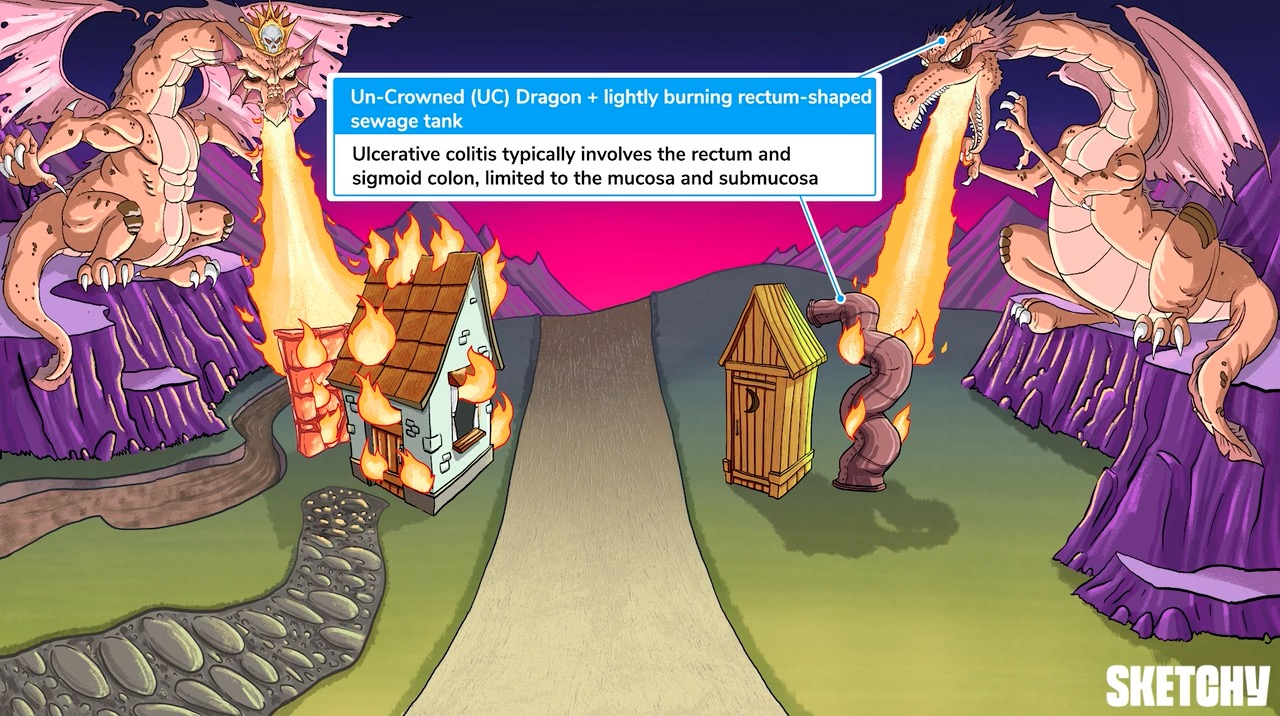 Un-Crowned (UC) Dragon + lightly burning rectum-shaped
sewage tank
Ulcerative colitis typically involves the rectum and
sigmoid colon, limited to the mucosa and submucosa
SKETCHY